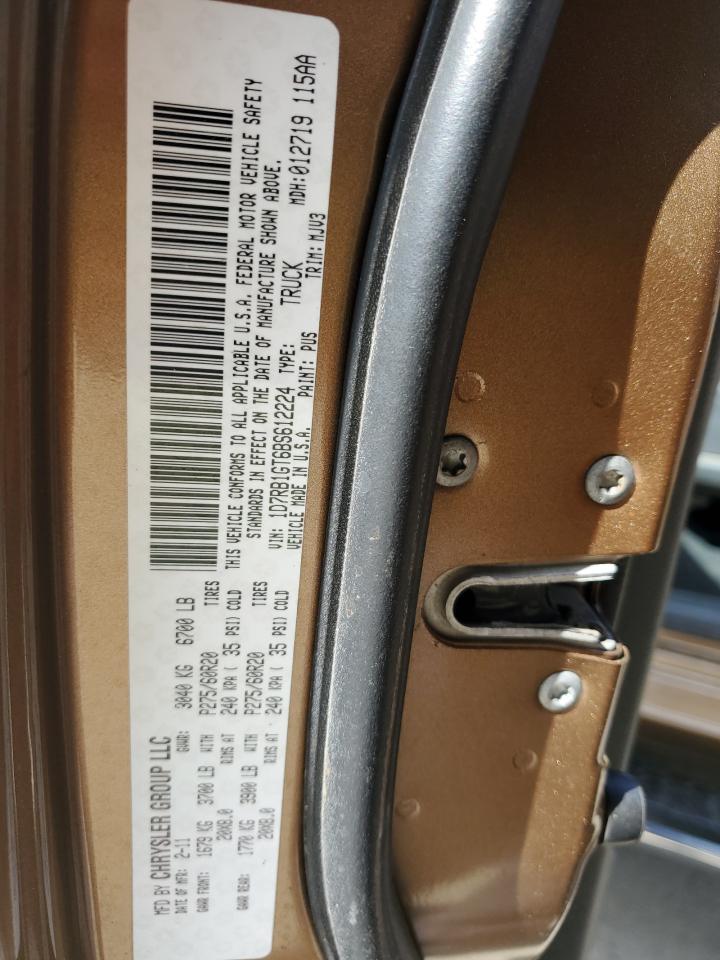 MFD BY CHRYSLER GROUP LLC
DATE OF MFR: 2-11 GVWR: 3040 KG 6700 LB
GAWR FRONT: 1679 KG 3700 LB WITH P275/60R20 TIRES
20X8.0 RIMS AT 240 KPA ( 35 PSI) COLD
GAWR REAR: 1770 KG 3900 LB WITH P275/60R20 TIRES
20X8.0 RIMS AT 240 KPA ( 35 PSI) COLD
THIS VEHICLE CONFORMS TO ALL APPLICABLE U.S.A. FEDERAL MOTOR VEHICLE SAFETY
STANDARDS IN EFFECT ON THE DATE OF MANUFACTURE SHOWN ABOVE.
VIN: 1D7RB1GT6BS612224 TYPE: TRUCK MDH:012719 115AA
VEHICLE MADE IN U.S.A. PAINT: PUS TRIM: MJV3